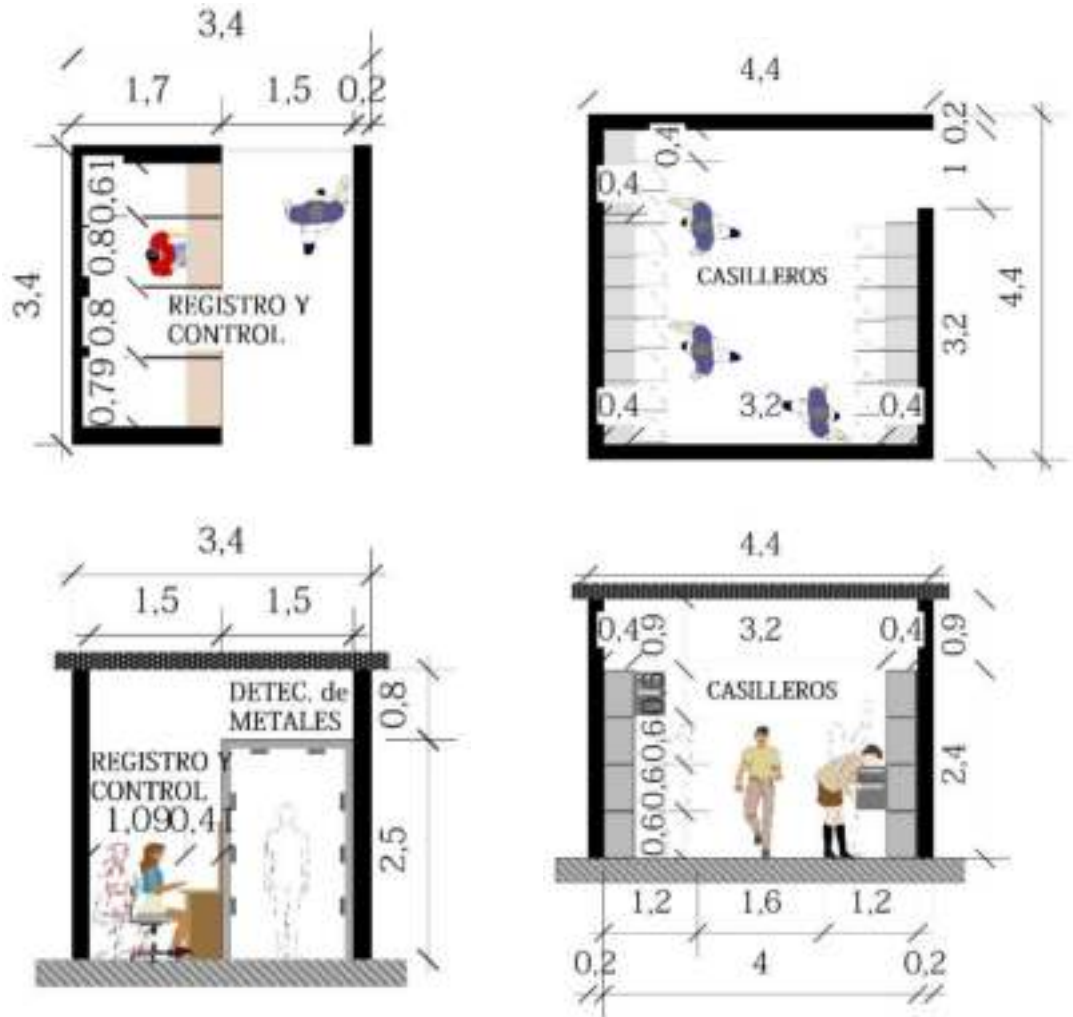 3,4
1,7 1,5 0,2
3,4
0,61
0,8
0,8
0,79
REGISTRO Y
CONTROL
4,4
0,2
1
3,2
4,4
0,4
0,4
CASILLEROS
0,4 3,2 0,4
3,4
1,5 1,5
DETEC. de
METALES
0,8
REGISTRO Y
CONTROL
1,09 0,41
2,5
4,4
0,4 0,9 3,2 0,4 0,9
0,6
CASILLEROS
0,6
0,6
0,6
2,4
1,2 1,6 1,2
0,2 4 0,2